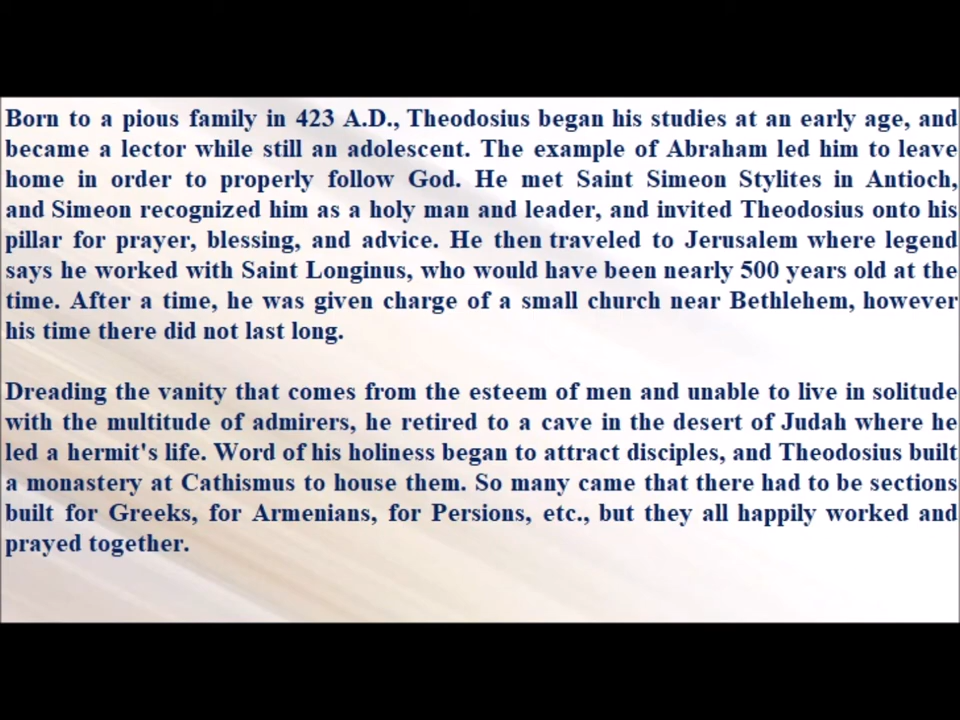 Born to a pious family in 423 A.D., Theodosius began his studies at an early age, and
became a lector while still an adolescent. The example of Abraham led him to leave
home in order to properly follow God. He met Saint Simeon Stylites in Antioch,
and Simeon recognized him as a holy man and leader, and invited Theodosius onto his
pillar for prayer, blessing, and advice. He then traveled to Jerusalem where legend
says he worked with Saint Longinus, who would have been nearly 500 years old at the
time. After a time, he was given charge of a small church near Bethlehem, however
his time there did not last long.
Dreading the vanity that comes from the esteem of men and unable to live in solitude
with the multitude of admirers, he retired to a cave in the desert of Judah where he
led a hermit's life. Word of his holiness began to attract disciples, and Theodosius built
a monastery at Cathismus to house them. So many came that there had to be sections
built for Greeks, for Armenians, for Persions, etc., but they all happily worked and
prayed together.